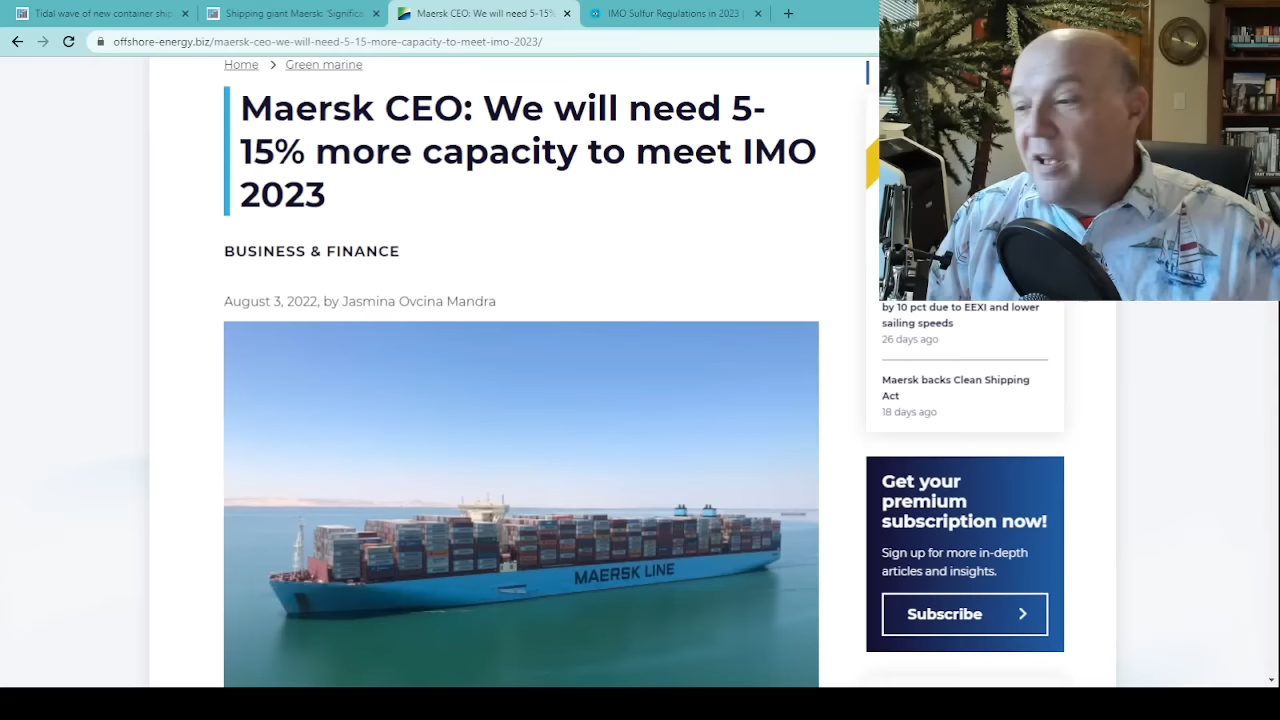 Tidal wave of new container ship
Shipping giant Maersk: 'Significa
Maersk CEO: We will need 5-15%
IMO Sulfur Regulations in 2023 |
offshore-energy.biz/maersk-ceo-we-will-need-5-15-more-capacity-to-meet-imo-2023/
Home > Green marine
Maersk CEO: We will need 5-
15% more capacity to meet IMO
2023
BUSINESS & FINANCE
August 3, 2022, by Jasmina Ovcina Mandra
MAERSK LINE
by 10 pct due to EEXI and lower
sailing speeds
26 days ago
Maersk backs Clean Shipping
Act
18 days ago
Get your
premium
subscription now!
Sign up for more in-depth
articles and insights.
Subscribe